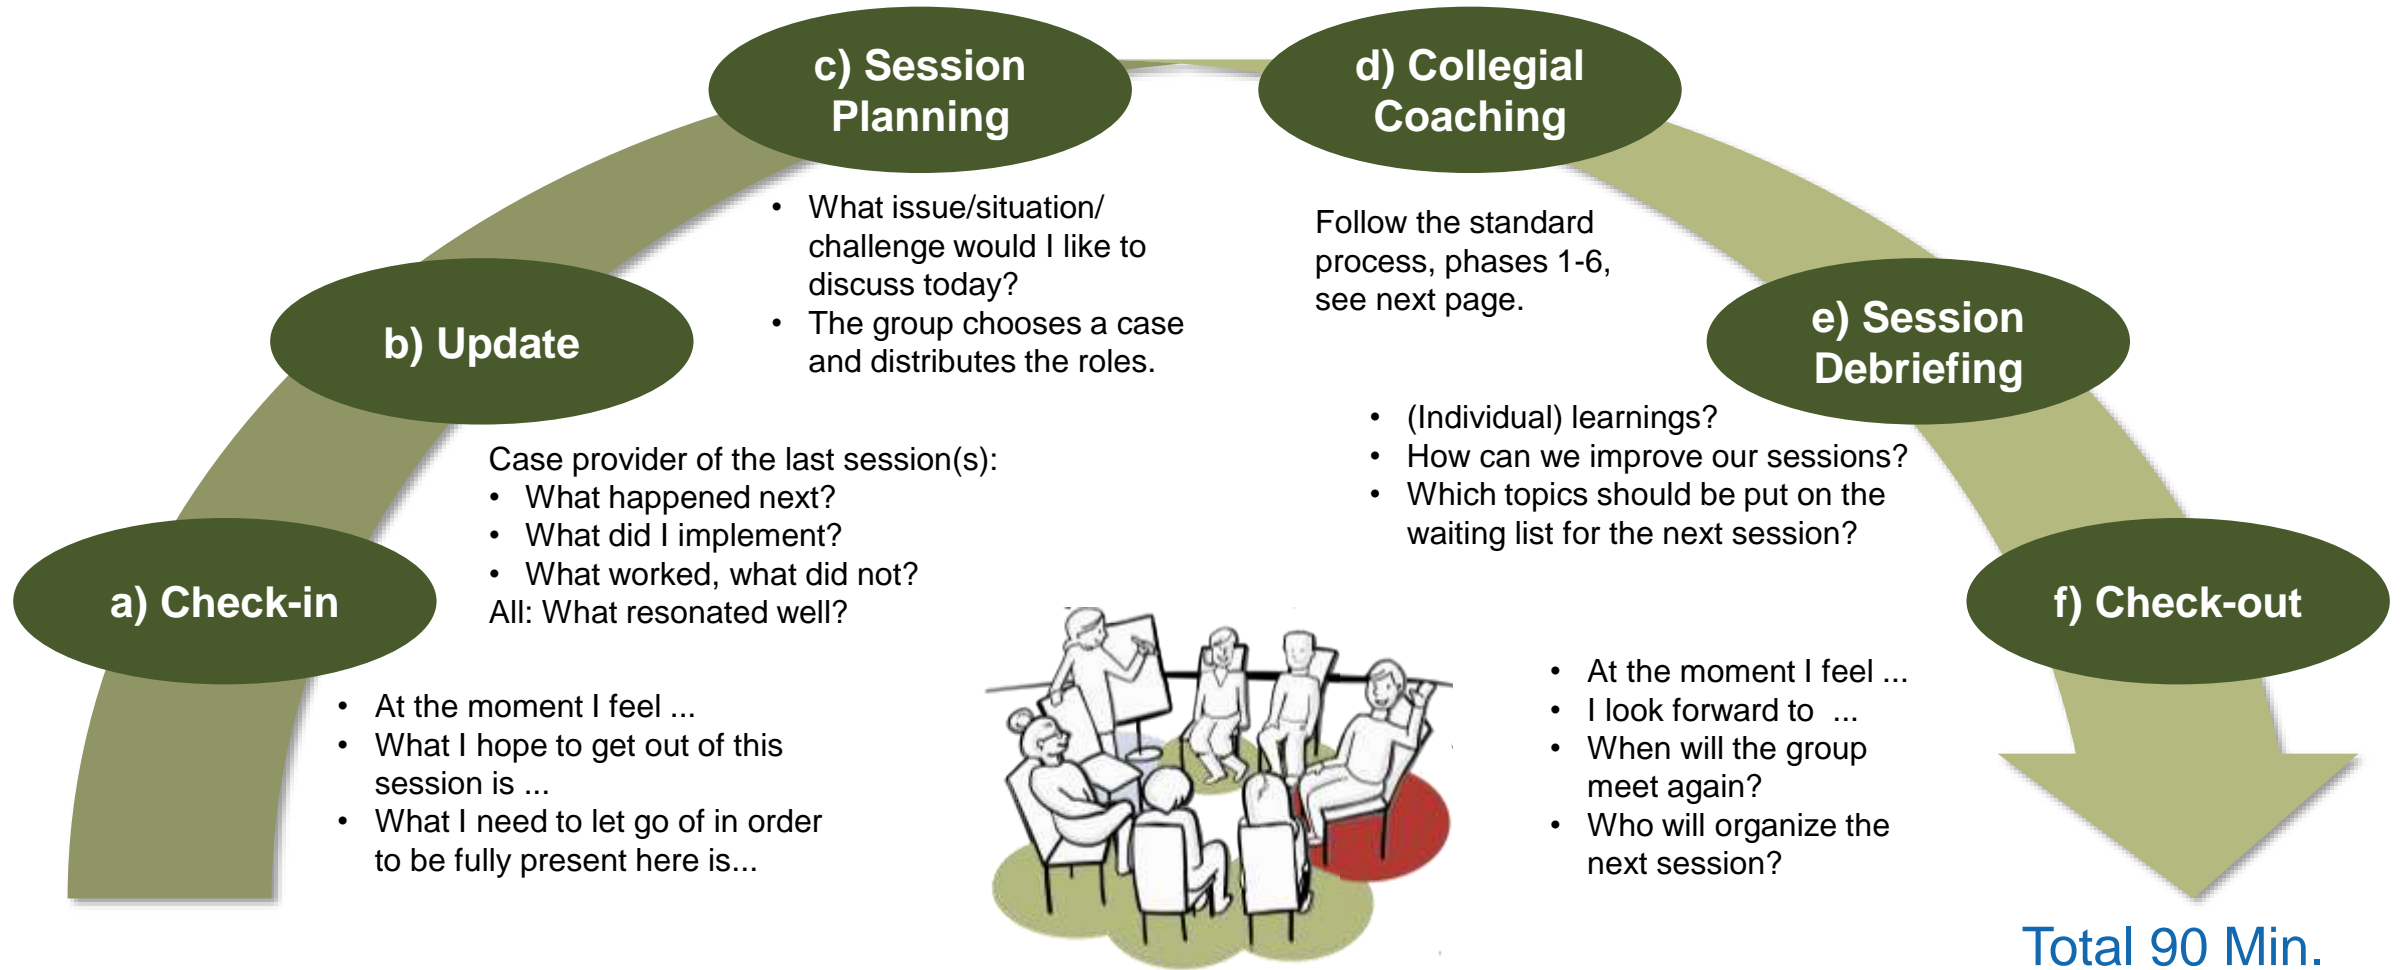 a) Check-in
• At the moment I feel ...
• What I hope to get out of this
session is ...
• What I need to let go of in order
to be fully present here is...
b) Update
Case provider of the last session(s):
• What happened next?
• What did I implement?
• What worked, what did not?
All: What resonated well?
c) Session
Planning
• What issue/situation/
challenge would I like to
discuss today?
• The group chooses a case
and distributes the roles.
d) Collegial
Coaching
Follow the standard
process, phases 1-6,
see next page.
e) Session
Debriefing
• (Individual) learnings?
• How can we improve our sessions?
• Which topics should be put on the
waiting list for the next session?
f) Check-out
• At the moment I feel ...
• I look forward to ...
• When will the group
meet again?
• Who will organize the
next session?
Total 90 Min.